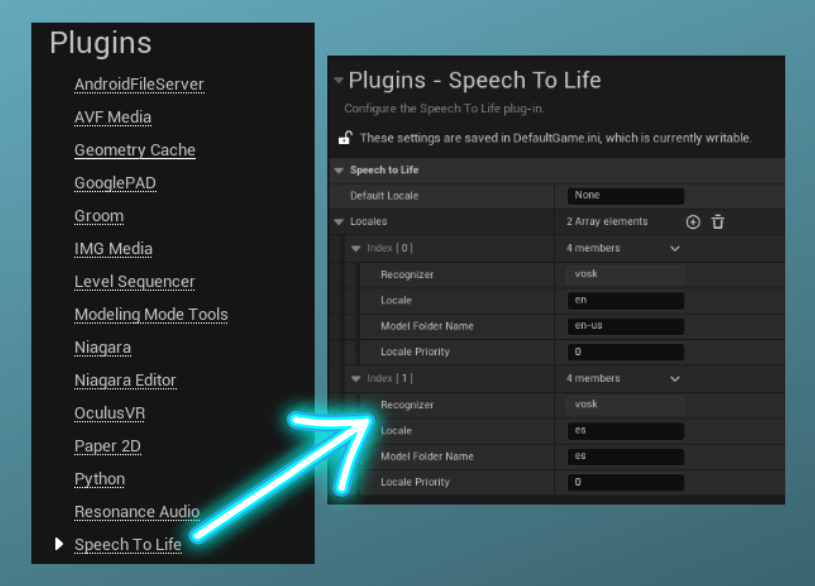 Plugins
AndroidFileServer
AVF Media
Geometry Cache
GooglePAD
Groom
IMG Media
Level Sequencer
Modeling Mode Tools
Niagara
Niagara Editor
OculusVR
Paper 2D
Python
Resonance Audio
Speech To Life
Plugins - Speech To Life
Configure the Speech To Life plug-in.
These settings are saved in DefaultGame.ini, which is currently writable.
Speech to Life
Default Locale None
Locales 2 Array elements
Index [ 0 ] 4 members
Recognizer vosk
Locale en
Model Folder Name en-us
Locale Priority 0
Index [ 1 ] 4 members
Recognizer vosk
Locale es
Model Folder Name es
Locale Priority 0